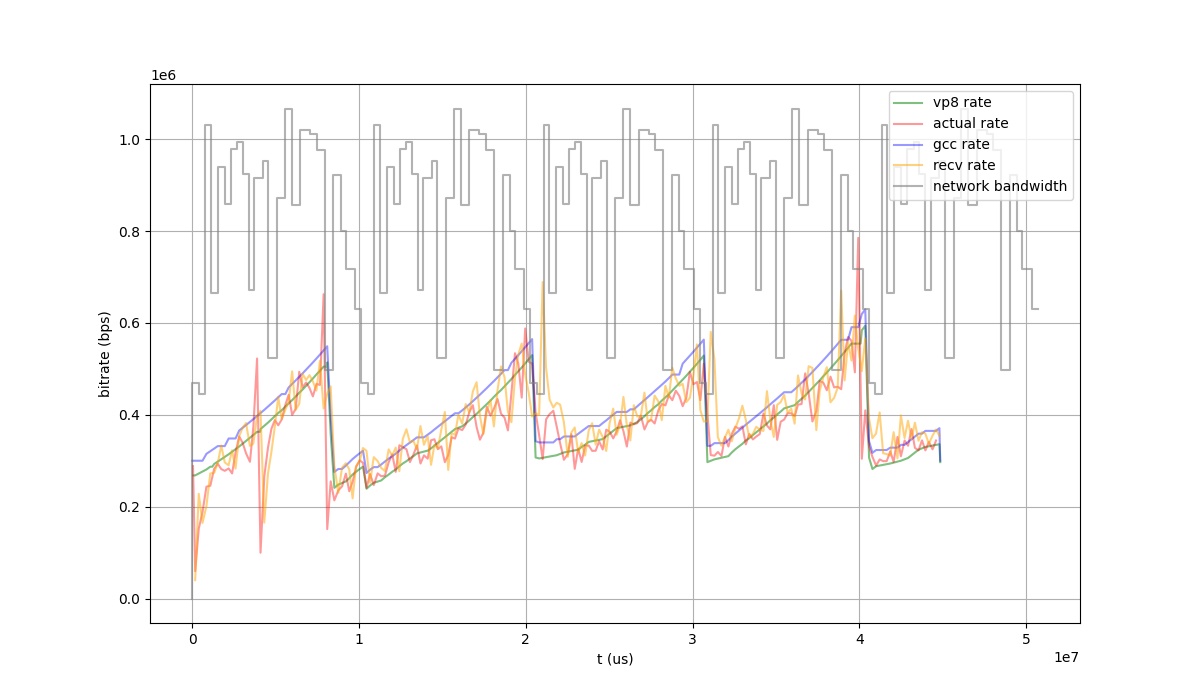 1e6
1.0
0.8
0.6
0.4
0.2
0.0
bitrate (bps)
vp8 rate
actual rate
gcc rate
recv rate
network bandwidth
0
1
2
3
4
5
t (us)
1e7